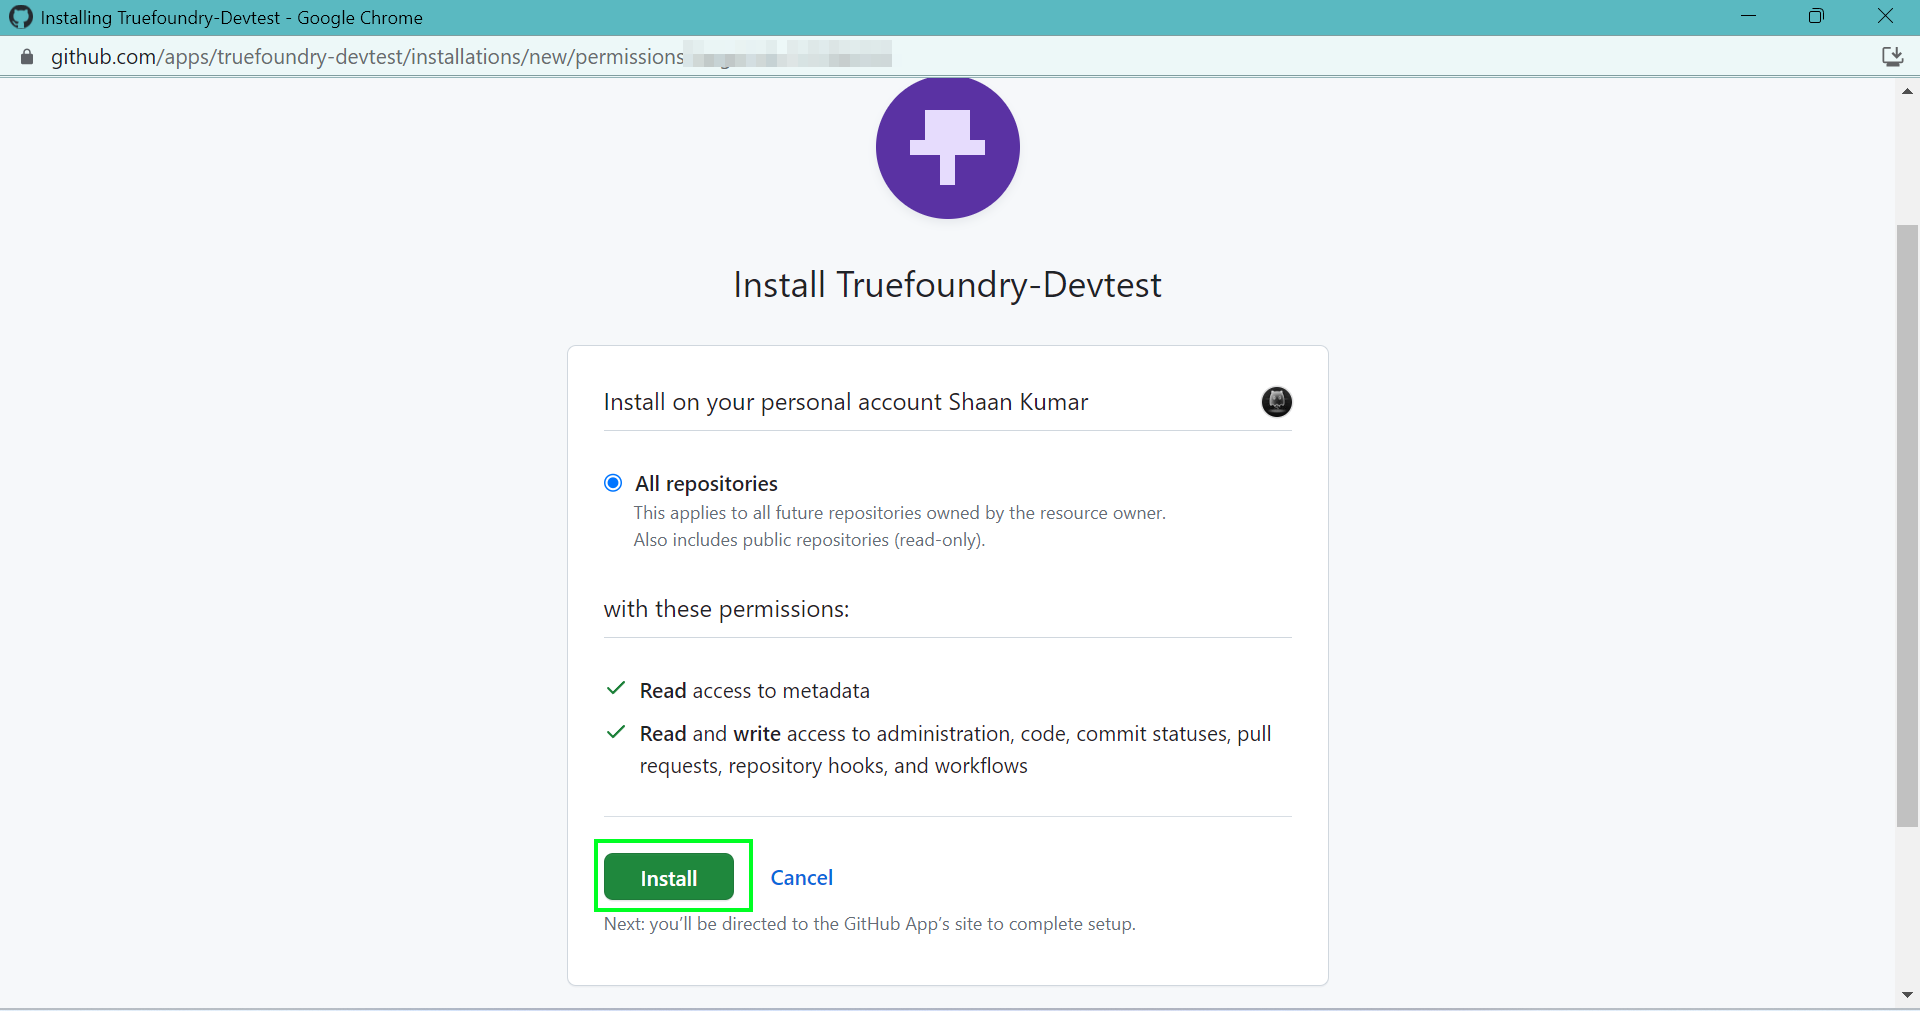 Installing Truefoundry-Devtest - Google Chrome
github.com/apps/truefoundry-devtest/installations/new/permissions
Install Truefoundry-Devtest
Install on your personal account Shaan Kumar
All repositories
This applies to all future repositories owned by the resource owner.
Also includes public repositories (read-only).
with these permissions:
Read access to metadata
Read and write access to administration, code, commit statuses, pull
requests, repository hooks, and workflows
Install
Cancel
Next: you'll be directed to the GitHub App's site to complete setup.